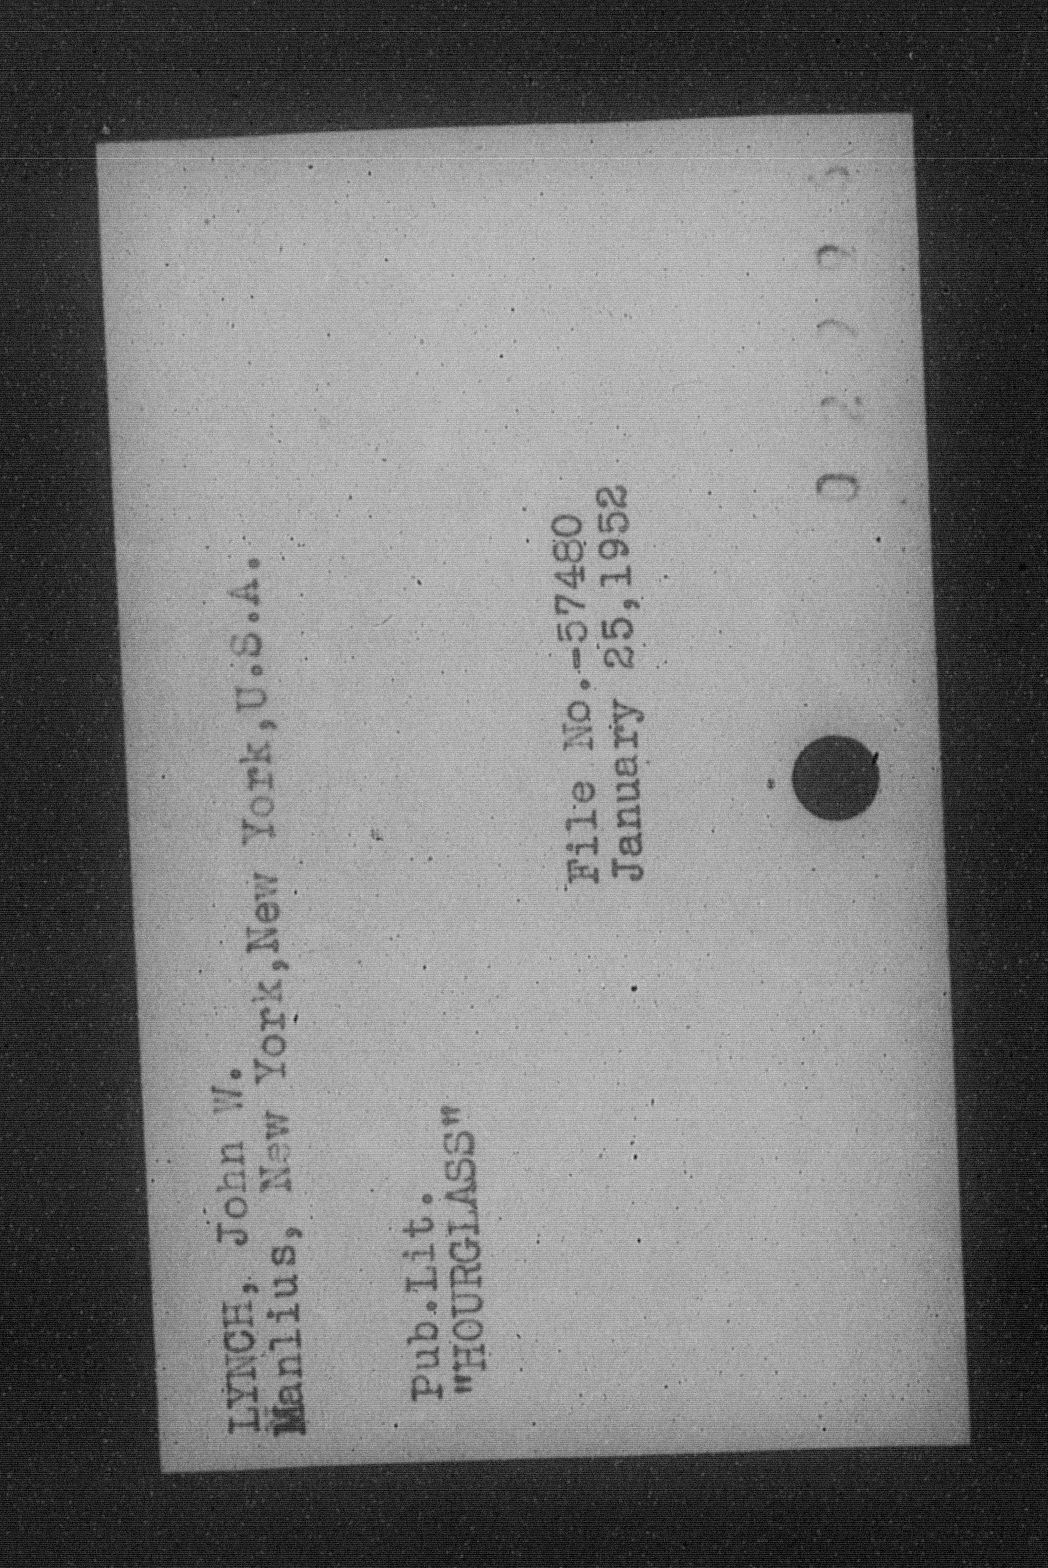 LYNCH, John W.
Manlius, New York,New York,U.S.A.
Pub.Lit.
"HOURGLASS"
File No.-57480
January 25,1952